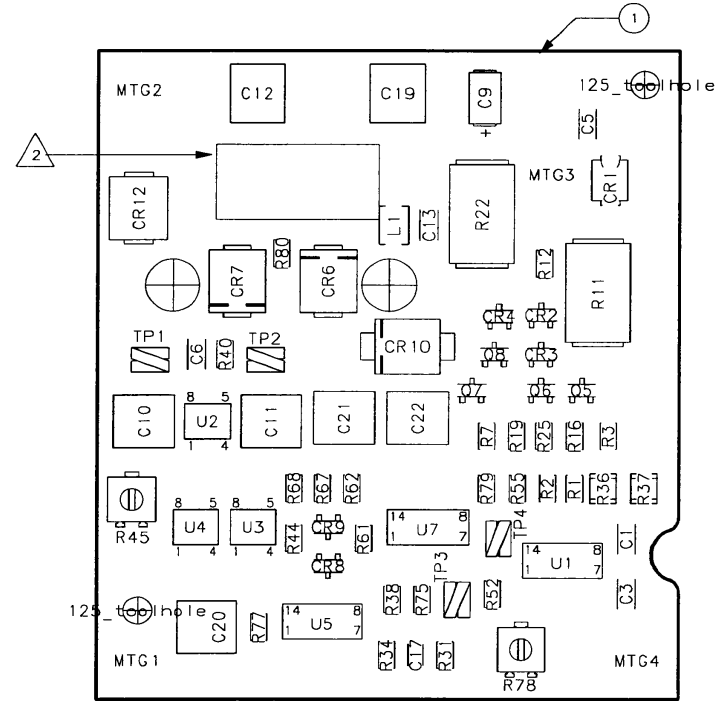 1
MTG2
C12
C19
C9
+
125_toolhole
C5
2
CR12
MTG3
CR1
R22
L1
C13
R80
R12
CR7
CR6
R11
CR4
CR2
TP1
C6
R40
TP2
CR10
Q8
CR3
Q7
Q6
Q5
C10
8 5
U2
1 4
C11
C21
C22
R7
R19
R25
R16
R3
R68
R67
R62
R79
R55
R2
R1
R36
R37
R45
8 5
U4
1 4
8 5
U3
1 4
R44
CR9
R61
14 8
U7
1 7
TP4
C1
CR8
14 8
U1
1 7
TP3
125_toolhole
C20
R77
14 8
U5
1 7
R38
R75
R52
C3
MTG1
R34
C17
R31
R78
MTG4